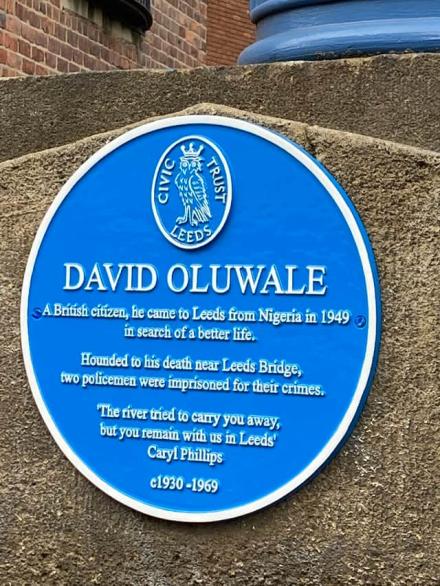 CIVIC TRUST
LEEDS
DAVID OLUWALE
A British citizen, he came to Leeds from Nigeria in 1949
in search of a better life.
Hounded to his death near Leeds Bridge,
two policemen were imprisoned for their crimes.
'The river tried to carry you away,
but you remain with us in Leeds'
Caryl Phillips
c1930 -1969